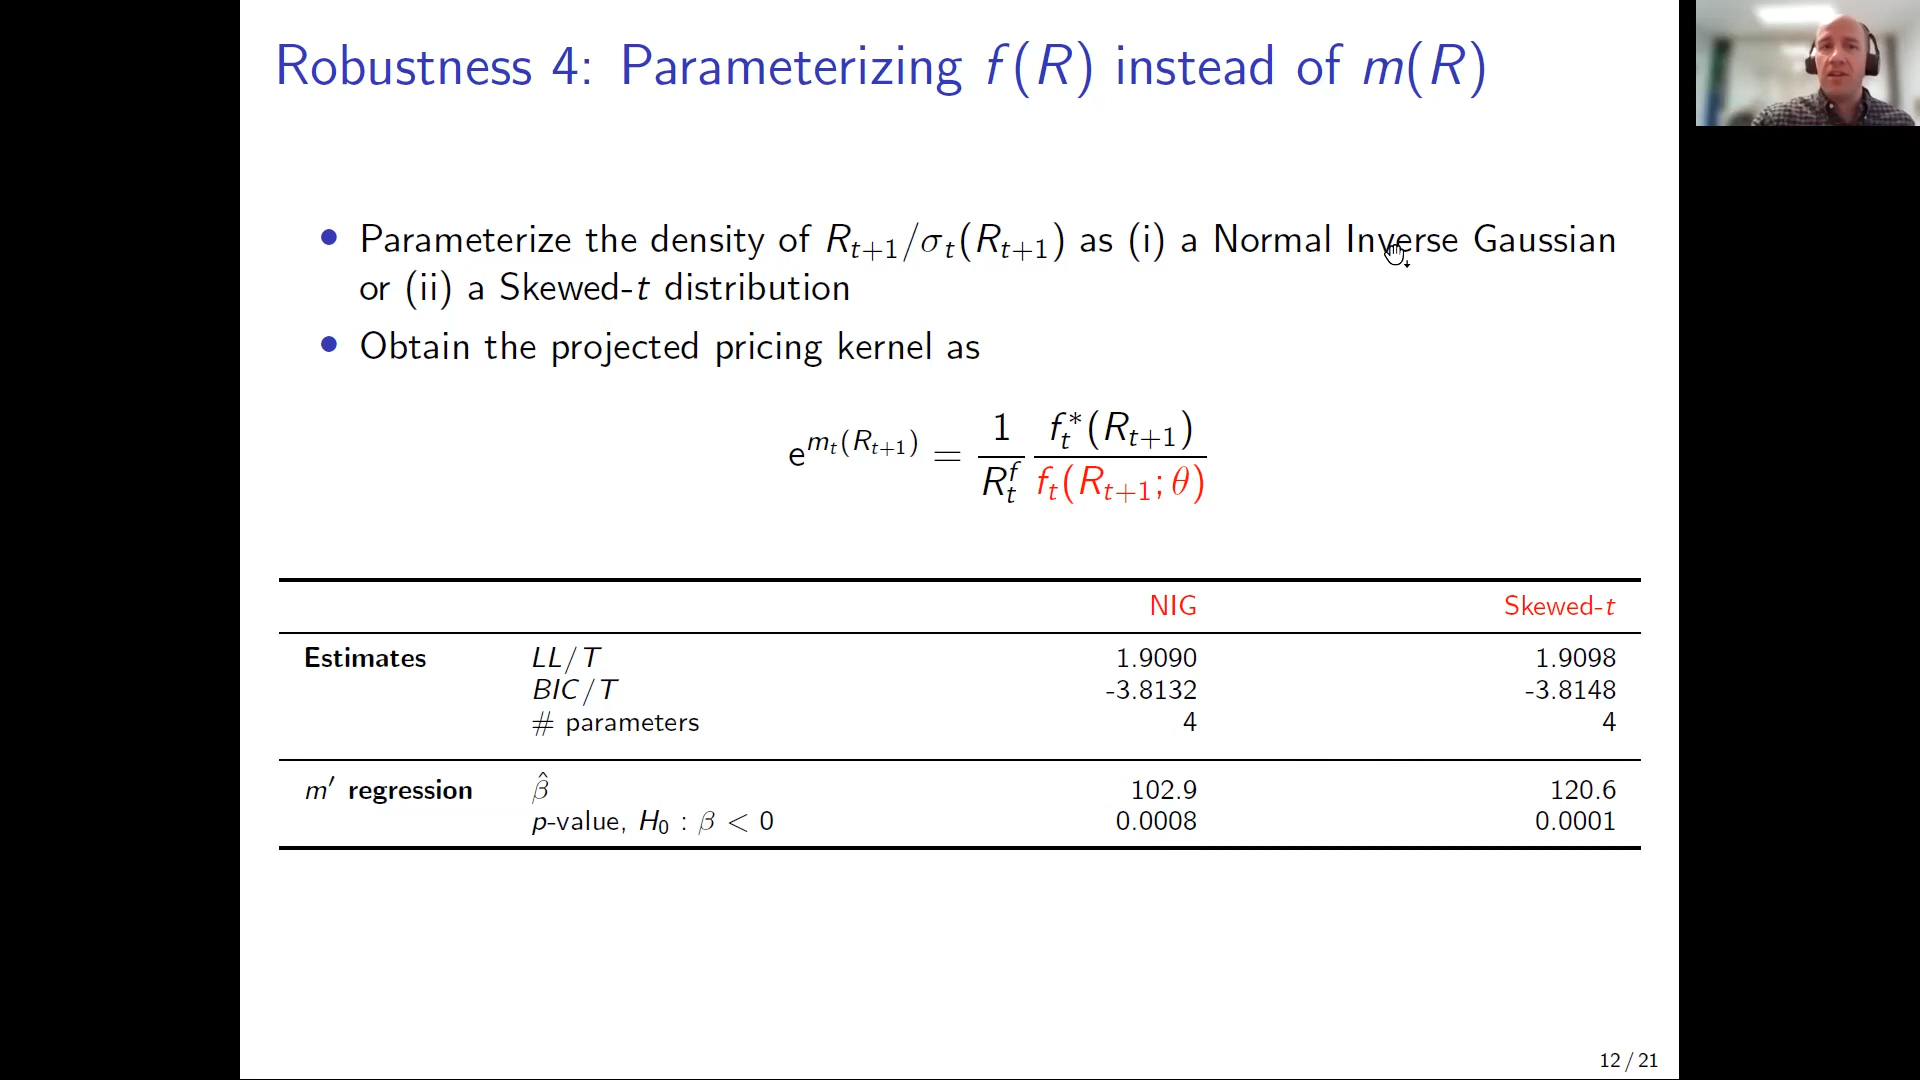 Robustness 4: Parameterizing f(R) instead of m(R)
• Parameterize the density of R_{t+1}/σ_t(R_{t+1}) as (i) a Normal Inverse Gaussian
or (ii) a Skewed-t distribution
• Obtain the projected pricing kernel as
e^{m_t(R_{t+1})} = \frac{1}{R_t^f} \frac{f_t^*(R_{t+1})}{f_t(R_{t+1}; θ)}
NIG Skewed-t
Estimates LL/T 1.9090 1.9098
BIC/T -3.8132 -3.8148
# parameters 4 4
m′ regression β̂ 102.9 120.6
p-value, H_0 : β < 0 0.0008 0.0001
12 / 21